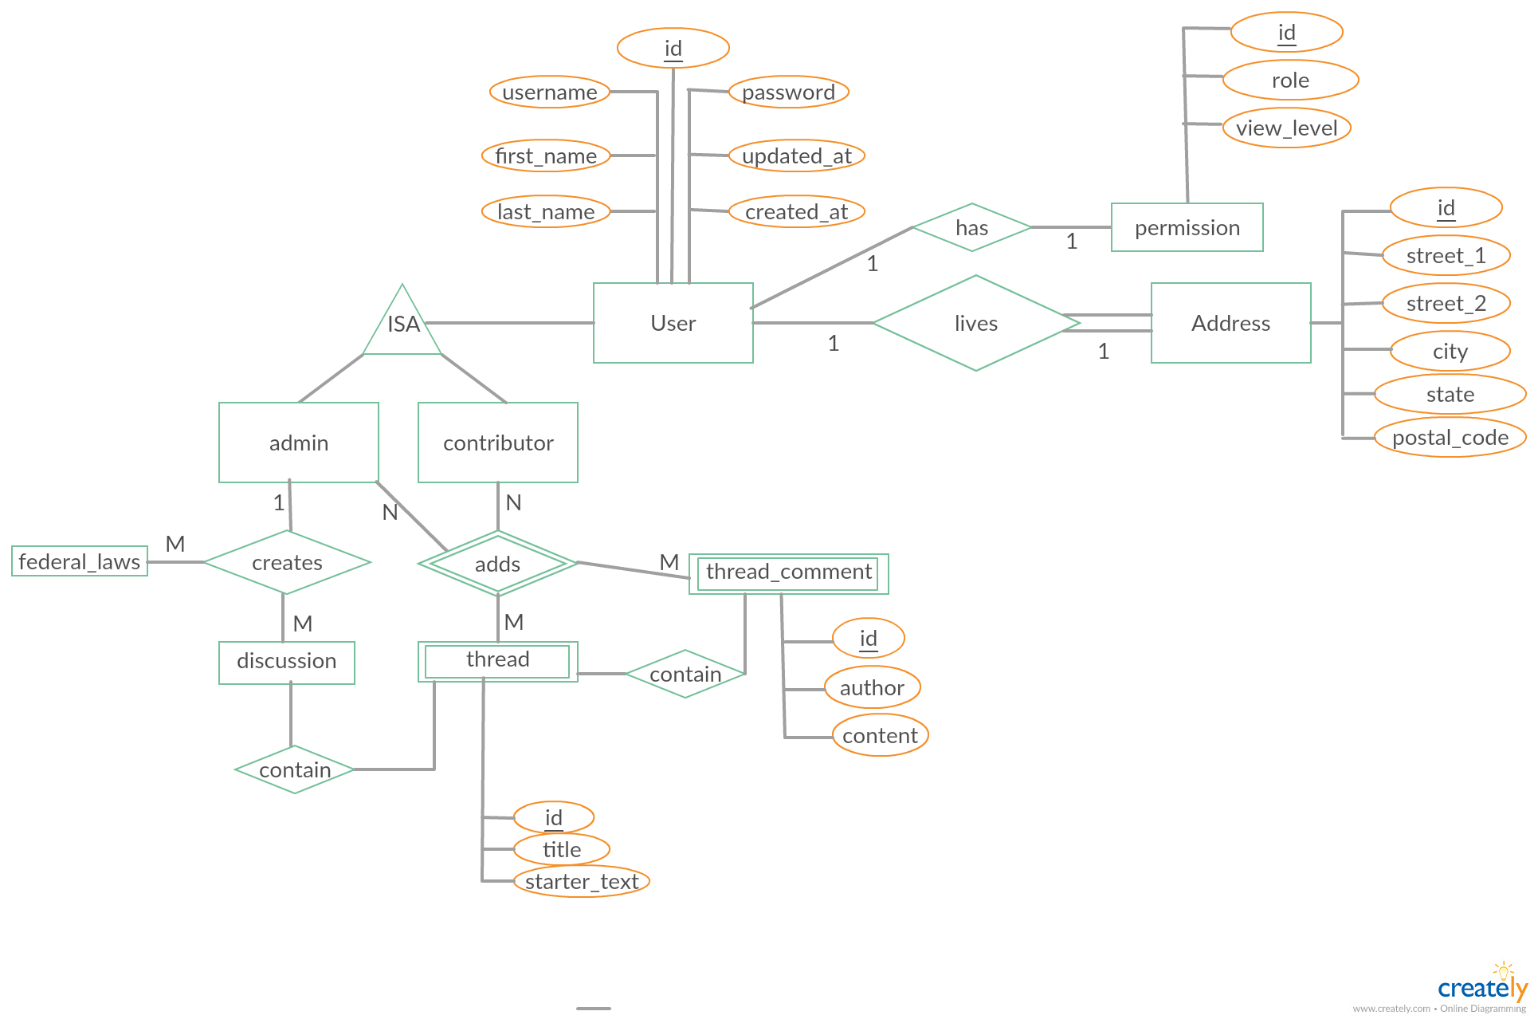 id
username
password
first_name
updated_at
last_name
created_at
id
role
view_level
has
1
1
permission
id
street_1
street_2
city
state
postal_code
ISA
User
1
lives
1
Address
admin
contributor
1
N
N
federal_laws
M
creates
adds
M
thread_comment
M
M
discussion
thread
contain
id
author
content
contain
id
title
starter_text
creately
www.creately.com • Online Diagramming